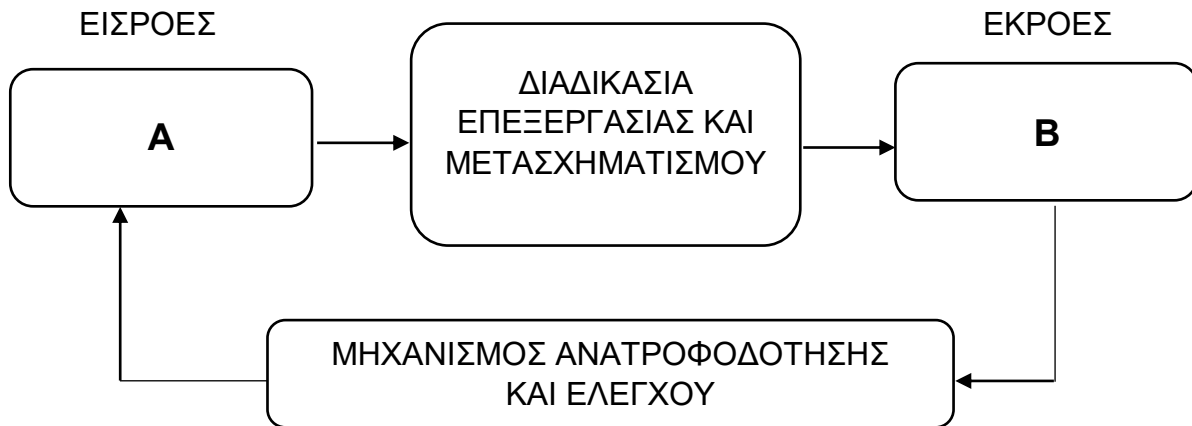 ΕΙΣΡΟΕΣ
ΕΚΡΟΕΣ
Α
ΔΙΑΔΙΚΑΣΙΑ
ΕΠΕΞΕΡΓΑΣΙΑΣ ΚΑΙ
ΜΕΤΑΣΧΗΜΑΤΙΣΜΟΥ
Β
ΜΗΧΑΝΙΣΜΟΣ ΑΝΑΤΡΟΦΟΔΟΤΗΣΗΣ
ΚΑΙ ΕΛΕΓΧΟΥ